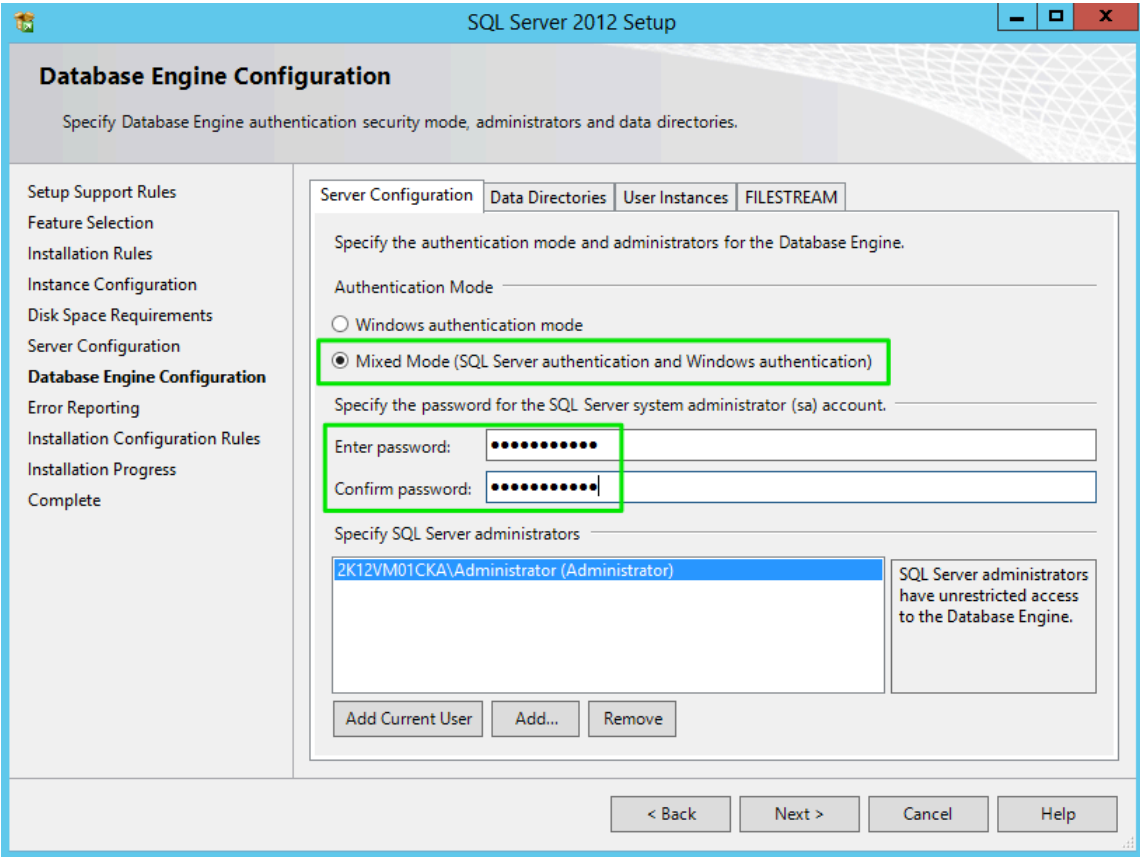 SQL Server 2012 Setup
Database Engine Configuration
Specify Database Engine authentication security mode, administrators and data directories.
Setup Support Rules
Feature Selection
Installation Rules
Instance Configuration
Disk Space Requirements
Server Configuration
Database Engine Configuration
Error Reporting
Installation Configuration Rules
Installation Progress
Complete
Server Configuration Data Directories User Instances FILESTREAM
Specify the authentication mode and administrators for the Database Engine.
Authentication Mode
Windows authentication mode
Mixed Mode (SQL Server authentication and Windows authentication)
Specify the password for the SQL Server system administrator (sa) account.
Enter password: ●●●●●●●●●●●
Confirm password: ●●●●●●●●●●●
Specify SQL Server administrators
2K12VM01CKA\Administrator (Administrator)
SQL Server administrators
have unrestricted access
to the Database Engine.
Add Current User Add... Remove
< Back Next > Cancel Help